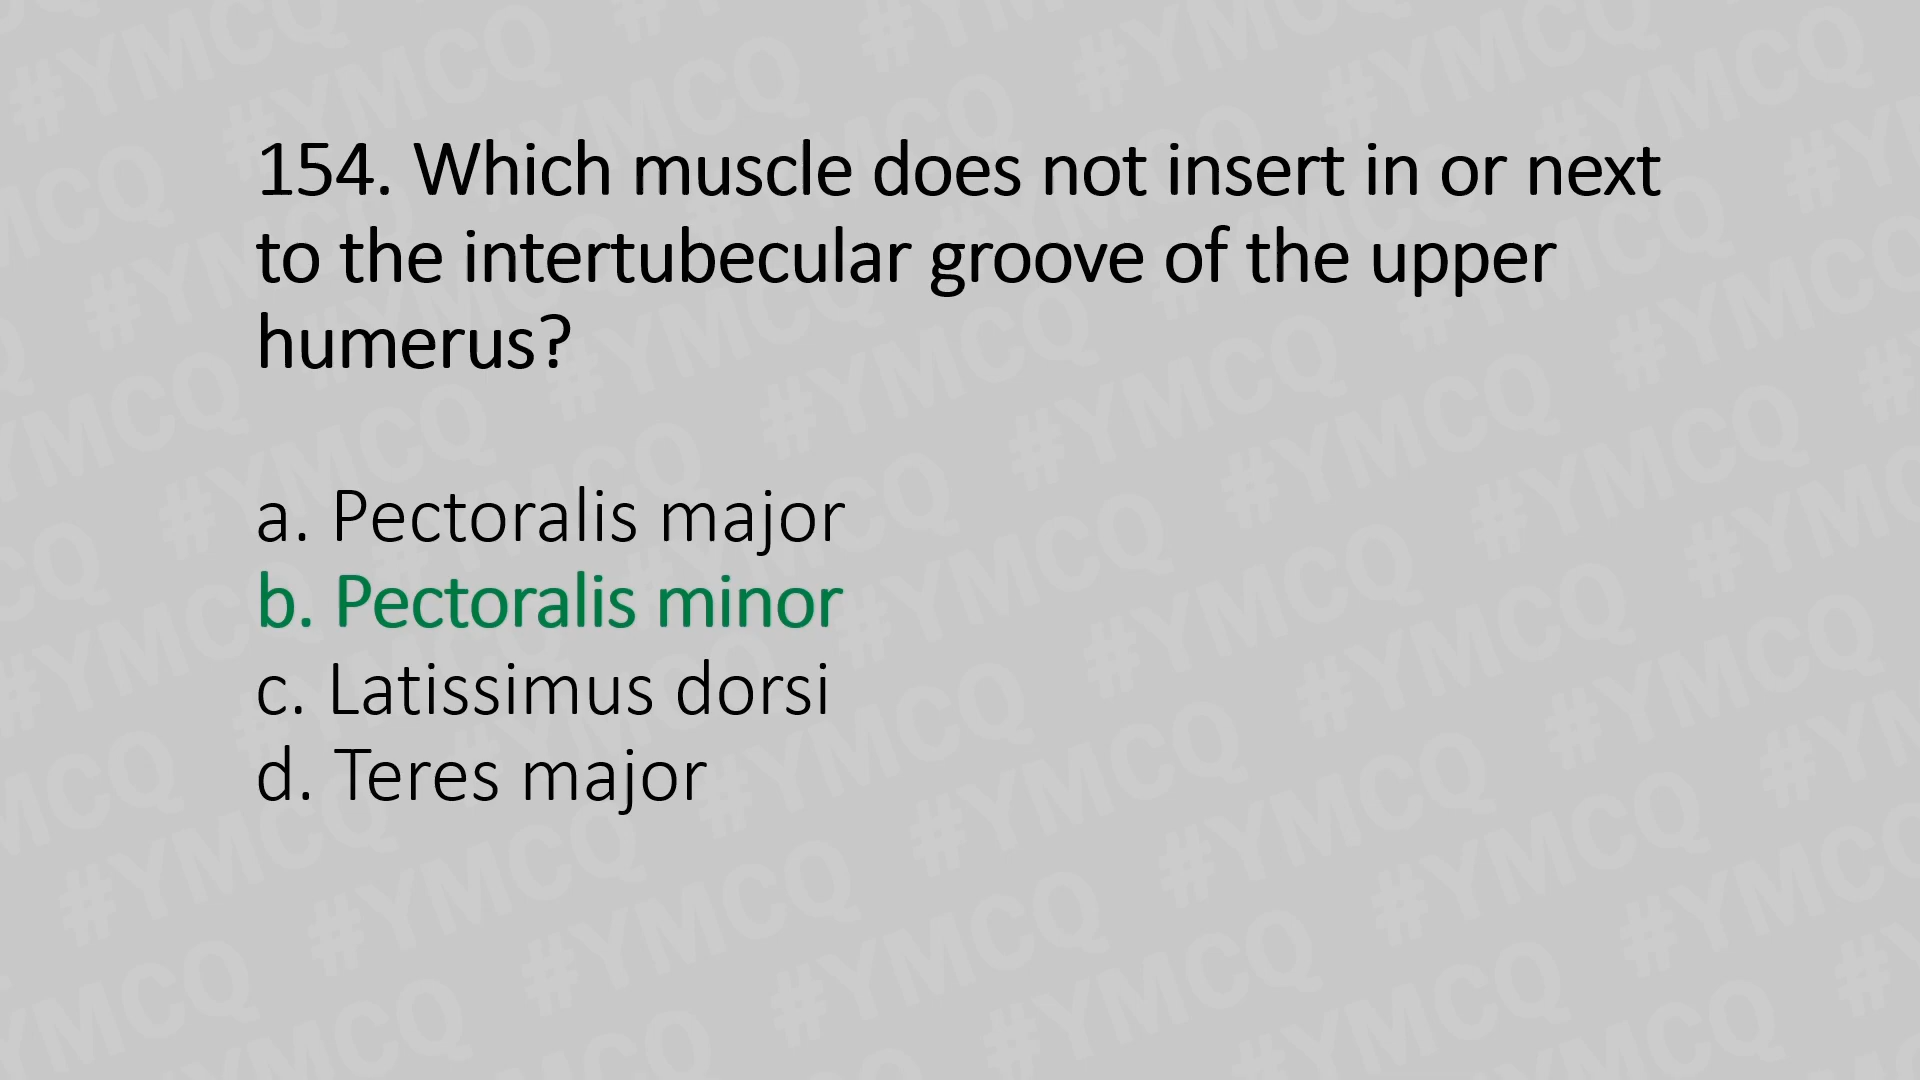 154. Which muscle does not insert in or next
to the intertubecular groove of the upper
humerus?
a. Pectoralis major
b. Pectoralis minor
c. Latissimus dorsi
d. Teres major
#YMCQ